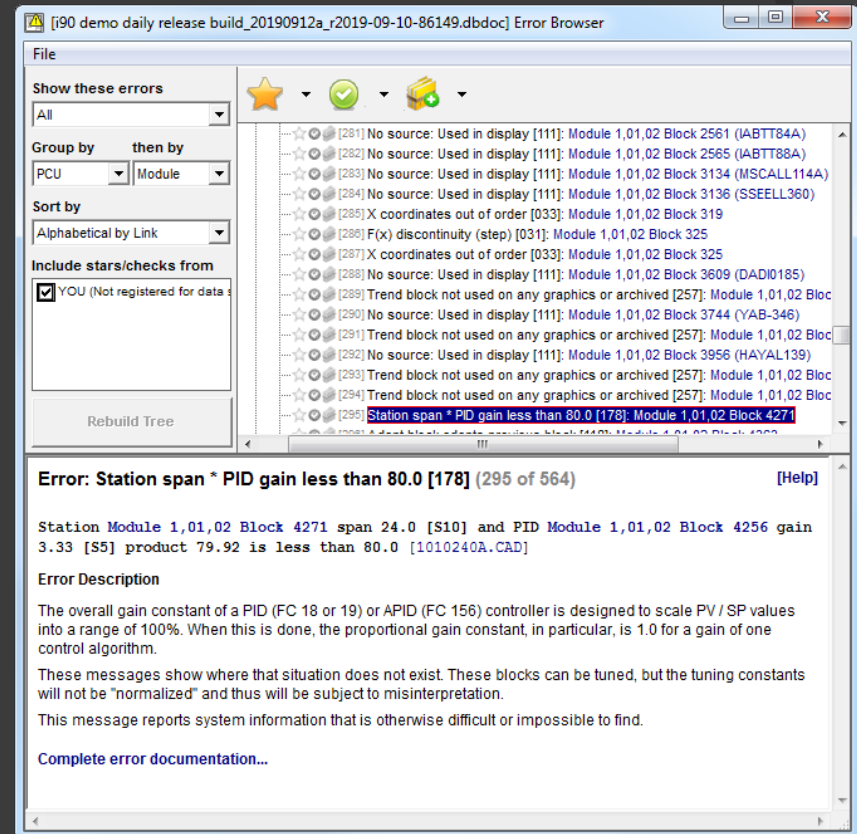 [i90 demo daily release build_20190912a_r2019-09-10-86149.dbdoc] Error Browser
File
Show these errors
All
Group by then by
PCU Module
Sort by
Alphabetical by Link
Include stars/checks from
YOU (Not registered for data s
Rebuild Tree
[281] No source: Used in display [111]: Module 1,01,02 Block 2561 (IABTT84A)
[282] No source: Used in display [111]: Module 1,01,02 Block 2565 (IABTT88A)
[283] No source: Used in display [111]: Module 1,01,02 Block 3134 (MSCALL114A)
[284] No source: Used in display [111]: Module 1,01,02 Block 3136 (SSEELL360)
[285] X coordinates out of order [033]: Module 1,01,02 Block 319
[286] F(x) discontinuity (step) [031]: Module 1,01,02 Block 325
[287] X coordinates out of order [033]: Module 1,01,02 Block 325
[288] No source: Used in display [111]: Module 1,01,02 Block 3609 (DADI0185)
[289] Trend block not used on any graphics or archived [257]: Module 1,01,02 Bloc
[290] No source: Used in display [111]: Module 1,01,02 Block 3744 (YAB-346)
[291] Trend block not used on any graphics or archived [257]: Module 1,01,02 Bloc
[292] No source: Used in display [111]: Module 1,01,02 Block 3956 (HAYAL139)
[293] Trend block not used on any graphics or archived [257]: Module 1,01,02 Bloc
[294] Trend block not used on any graphics or archived [257]: Module 1,01,02 Bloc
[295] Station span * PID gain less than 80.0 [178]: Module 1,01,02 Block 4271
Error: Station span * PID gain less than 80.0 [178] (295 of 564) [Help]
Station Module 1,01,02 Block 4271 span 24.0 [S10] and PID Module 1,01,02 Block 4256 gain
3.33 [S5] product 79.92 is less than 80.0 [1010240A.CAD]
Error Description
The overall gain constant of a PID (FC 18 or 19) or APID (FC 156) controller is designed to scale PV / SP values
into a range of 100%. When this is done, the proportional gain constant, in particular, is 1.0 for a gain of one
control algorithm.
These messages show where that situation does not exist. These blocks can be tuned, but the tuning constants
will not be "normalized" and thus will be subject to misinterpretation.
This message reports system information that is otherwise difficult or impossible to find.
Complete error documentation...